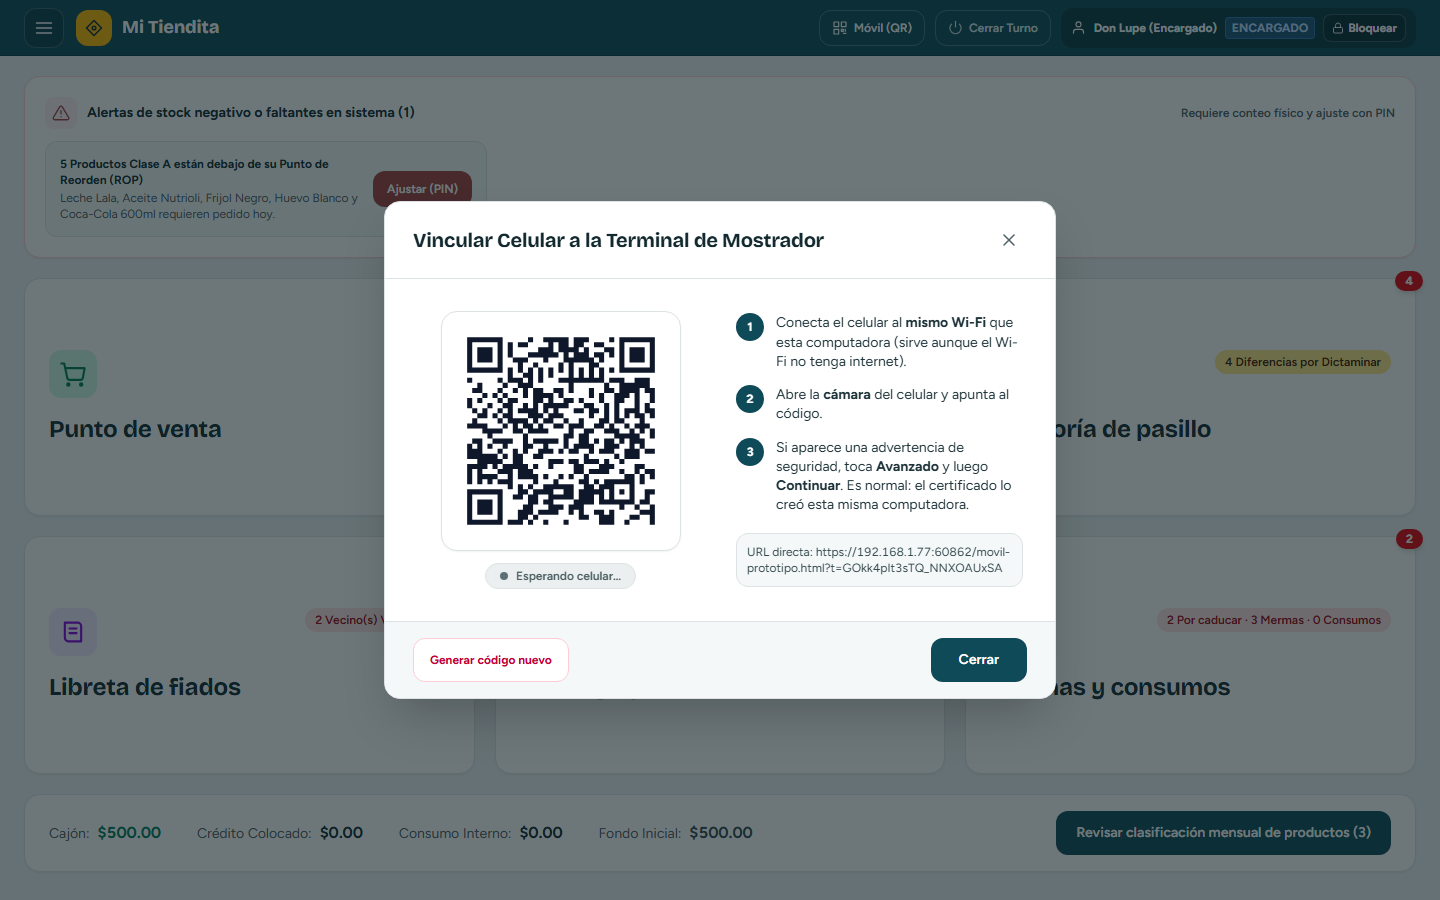 Mi Tiendita
Móvil (QR)
Cerrar Turno
Don Lupe (Encargado)
ENCARGADO
Bloquear
Alertas de stock negativo o faltantes en sistema (1)
Requiere conteo físico y ajuste con PIN
5 Productos Clase A están debajo de su Punto de
Reorden (ROP)
Leche Lala, Aceite Nutrioli, Frijol Negro, Huevo Blanco y
Coca-Cola 600ml requieren pedido hoy.
Ajustar (PIN)
Vincular Celular a la Terminal de Mostrador
1
Conecta el celular al mismo Wi-Fi que
esta computadora (sirve aunque el Wi-
Fi no tenga internet).
2
Abre la cámara del celular y apunta al
código.
3
Si aparece una advertencia de
seguridad, toca Avanzado y luego
Continuar. Es normal: el certificado lo
creó esta misma computadora.
URL directa: https://192.168.1.77:60862/movil-
prototipo.html?t=GOkk4plt3sTQ_NNXOAUxSA
Esperando celular...
Generar código nuevo
Cerrar
Punto de venta
4
4 Diferencias por Dictaminar
oría de pasillo
2 Vecino(s)
Libreta de fiados
2
2 Por caducar · 3 Mermas · 0 Consumos
as y consumos
Cajón: $500.00
Crédito Colocado: $0.00
Consumo Interno: $0.00
Fondo Inicial: $500.00
Revisar clasificación mensual de productos (3)